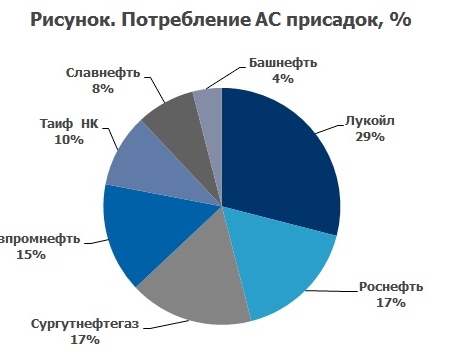 Рисунок. Потребление АС присадок, %
Башнефть
4%
Славнефть
8%
Лукойл
29%
Таиф НК
10%
зпромнефть
15%
Роснефть
17%
Сургутнефтегаз
17%